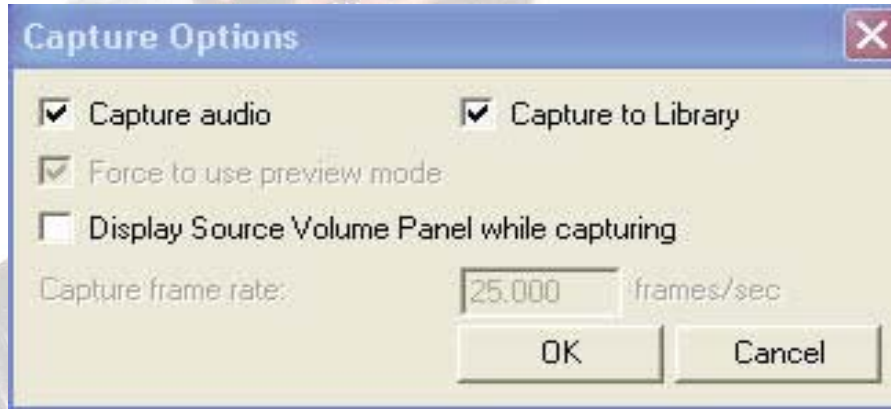 Capture Options
Capture audio Capture to Library
Force to use preview mode
Display Source Volume Panel while capturing
Capture frame rate: 25.000 frames/sec
OK Cancel